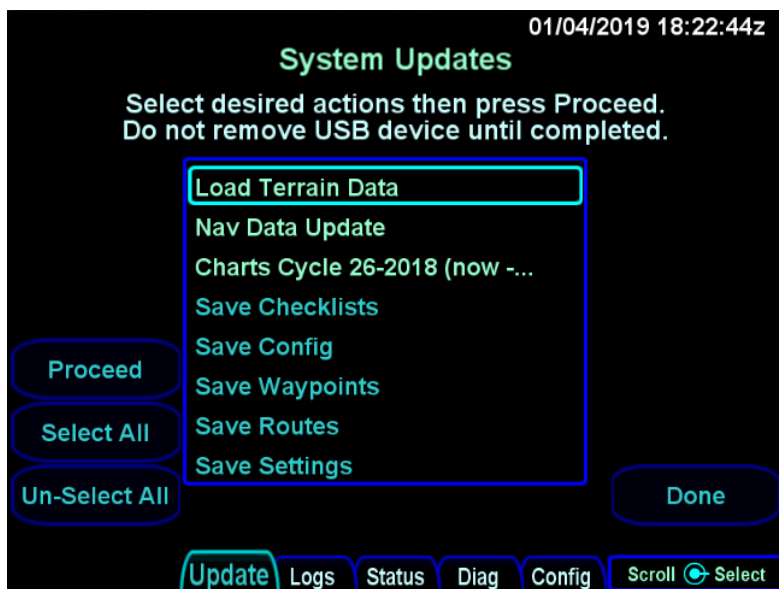 01/04/2019 18:22:44z
System Updates
Select desired actions then press Proceed.
Do not remove USB device until completed.
Load Terrain Data
Nav Data Update
Charts Cycle 26-2018 (now -...
Save Checklists
Save Config
Save Waypoints
Save Routes
Save Settings
Proceed
Select All
Un-Select All
Done
Update Logs Status Diag Config Scroll Select